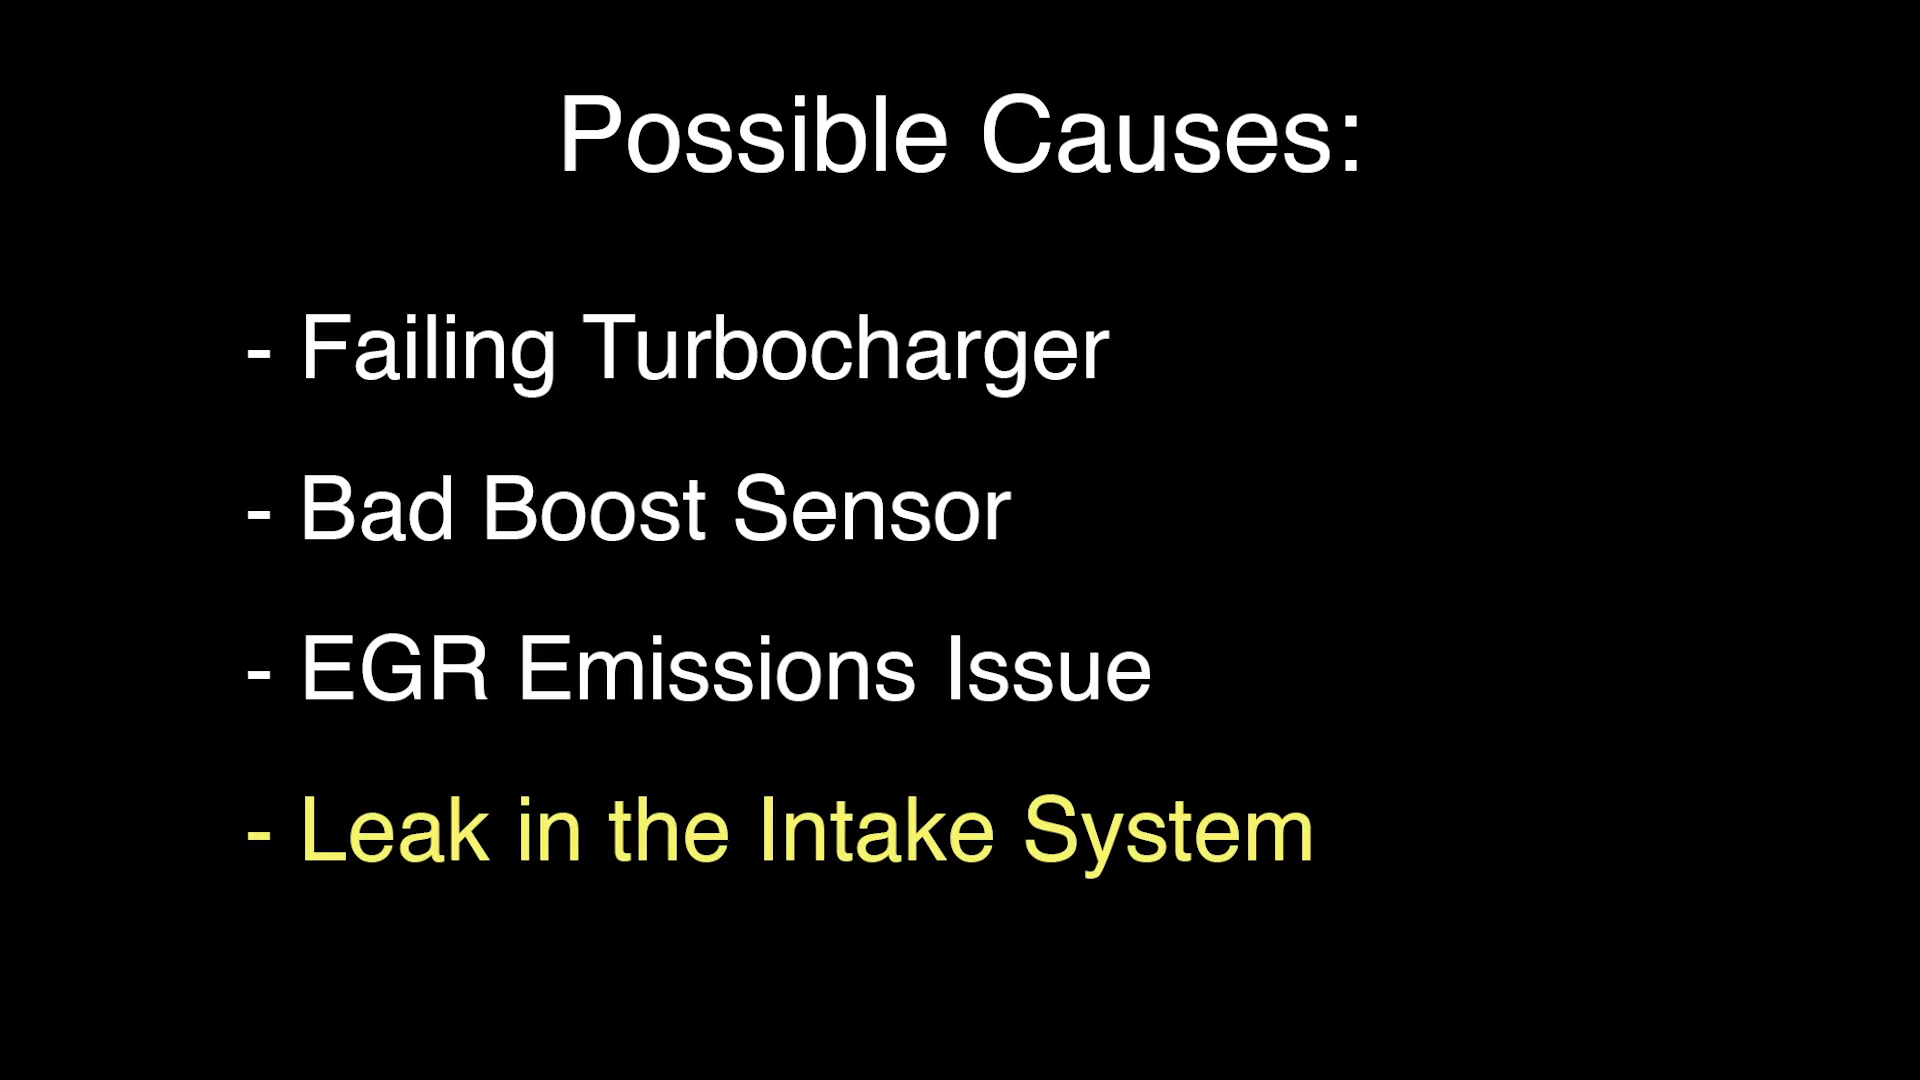 Possible Causes:
- Failing Turbocharger
- Bad Boost Sensor
- EGR Emissions Issue
- Leak in the Intake System